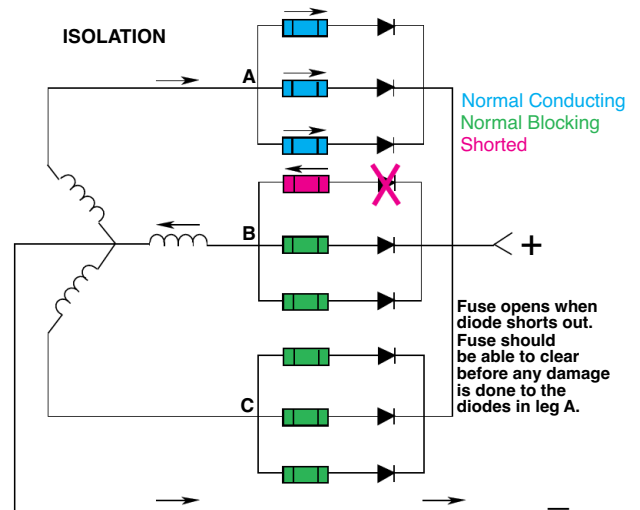 ISOLATION
A
Normal Conducting
Normal Blocking
Shorted
B
+
Fuse opens when
diode shorts out.
Fuse should
be able to clear
before any damage
is done to the
diodes in leg A.
C
–